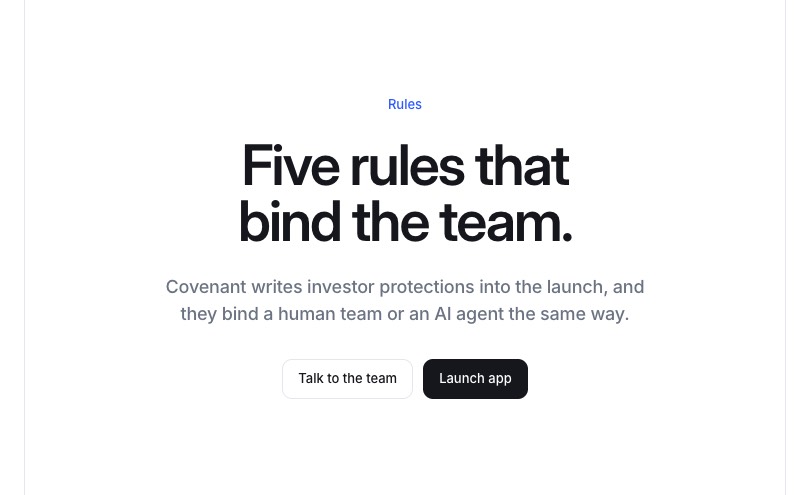 Rules
Five rules that
bind the team.
Covenant writes investor protections into the launch, and
they bind a human team or an AI agent the same way.
Talk to the team
Launch app